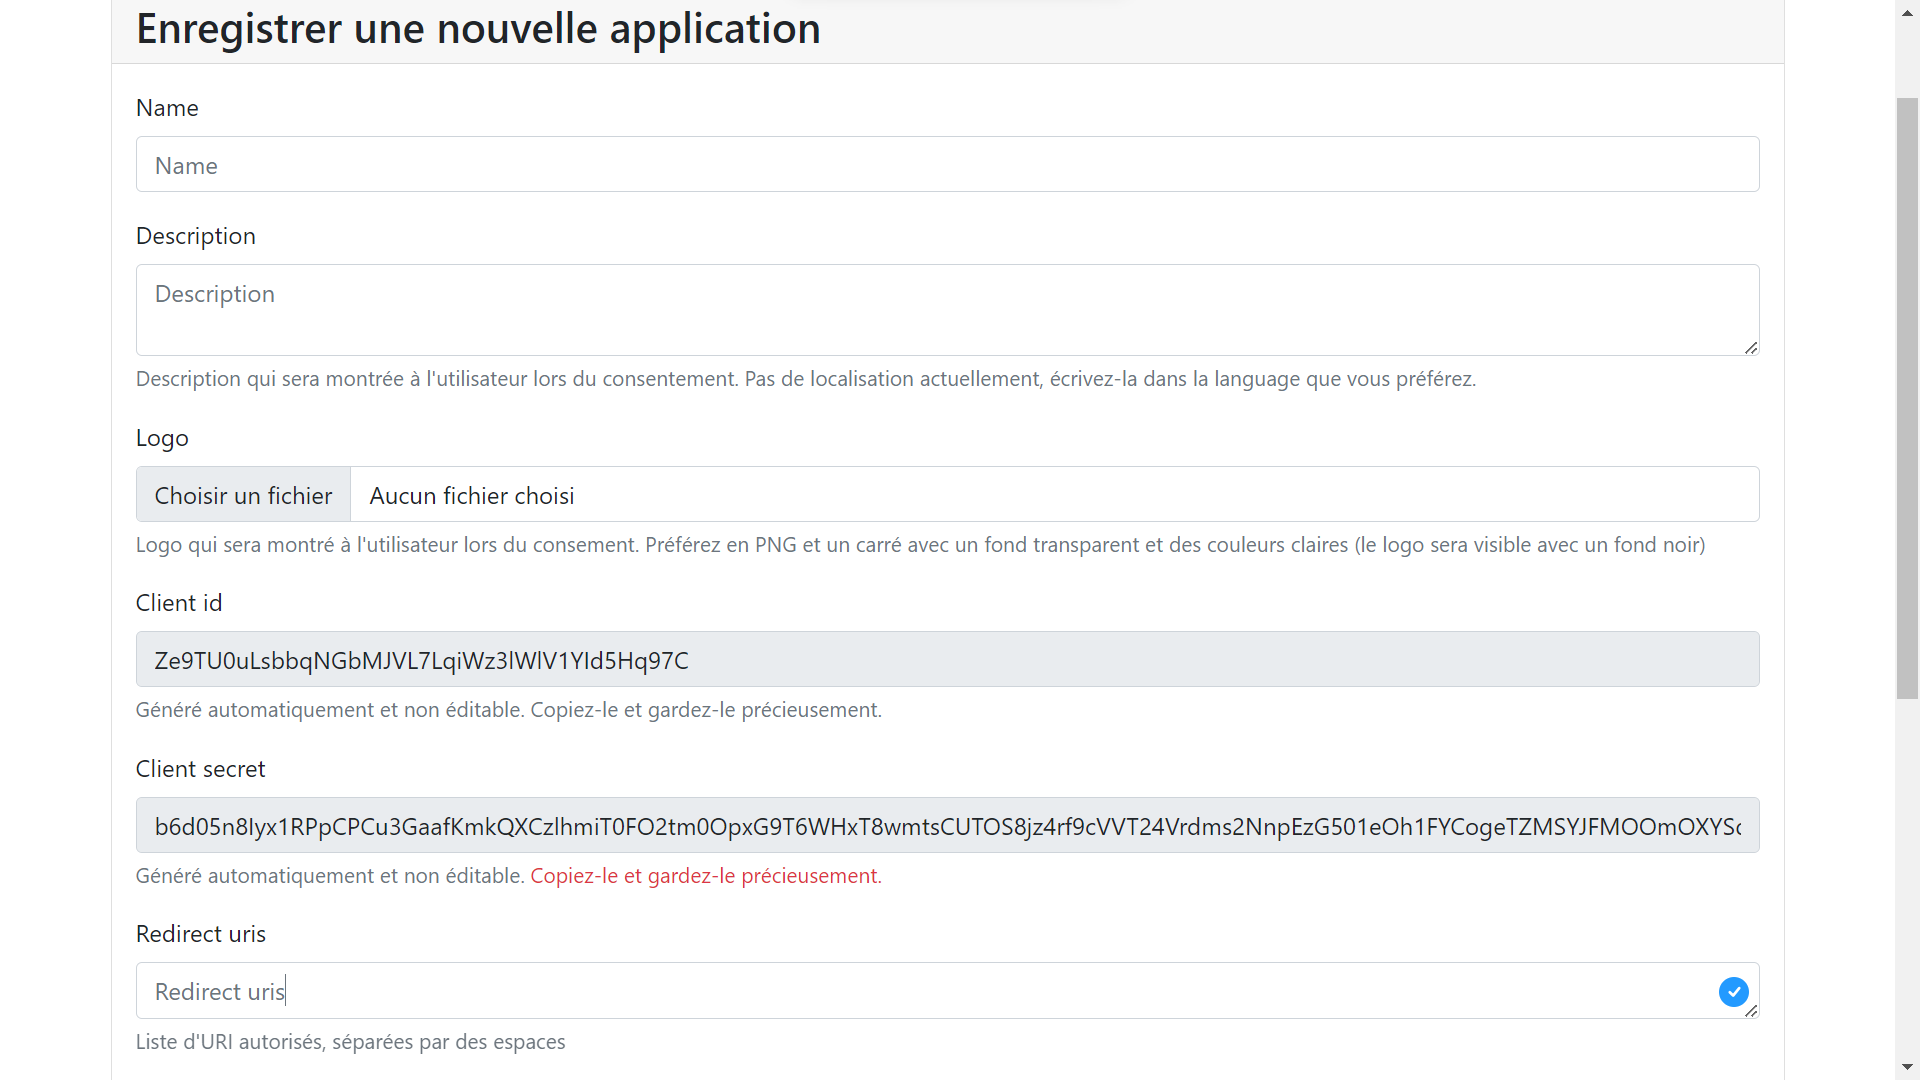 Enregistrer une nouvelle application
Name
Name
Description
Description
Description qui sera montrée à l'utilisateur lors du consentement. Pas de localisation actuellement, écrivez-la dans la language que vous préférez.
Logo
Choisir un fichier Aucun fichier choisi
Logo qui sera montré à l'utilisateur lors du consement. Préférez en PNG et un carré avec un fond transparent et des couleurs claires (le logo sera visible avec un fond noir)
Client id
Ze9TU0uLsbbqNGbMJVL7LqiWz3lWlV1YId5Hq97C
Généré automatiquement et non éditable. Copiez-le et gardez-le précieusement.
Client secret
b6d05n8Iyx1RPpCPCu3GaafKmkQXCzlhmiT0FO2tm0OpxG9T6WHxT8wmtsCUTOS8jz4rf9cVVT24Vrdms2NnpEzG501eOh1FYCogeTZMSYJFMOOmOXYS
Généré automatiquement et non éditable. Copiez-le et gardez-le précieusement.
Redirect uris
Redirect uris
Liste d'URI autorisés, séparées par des espaces